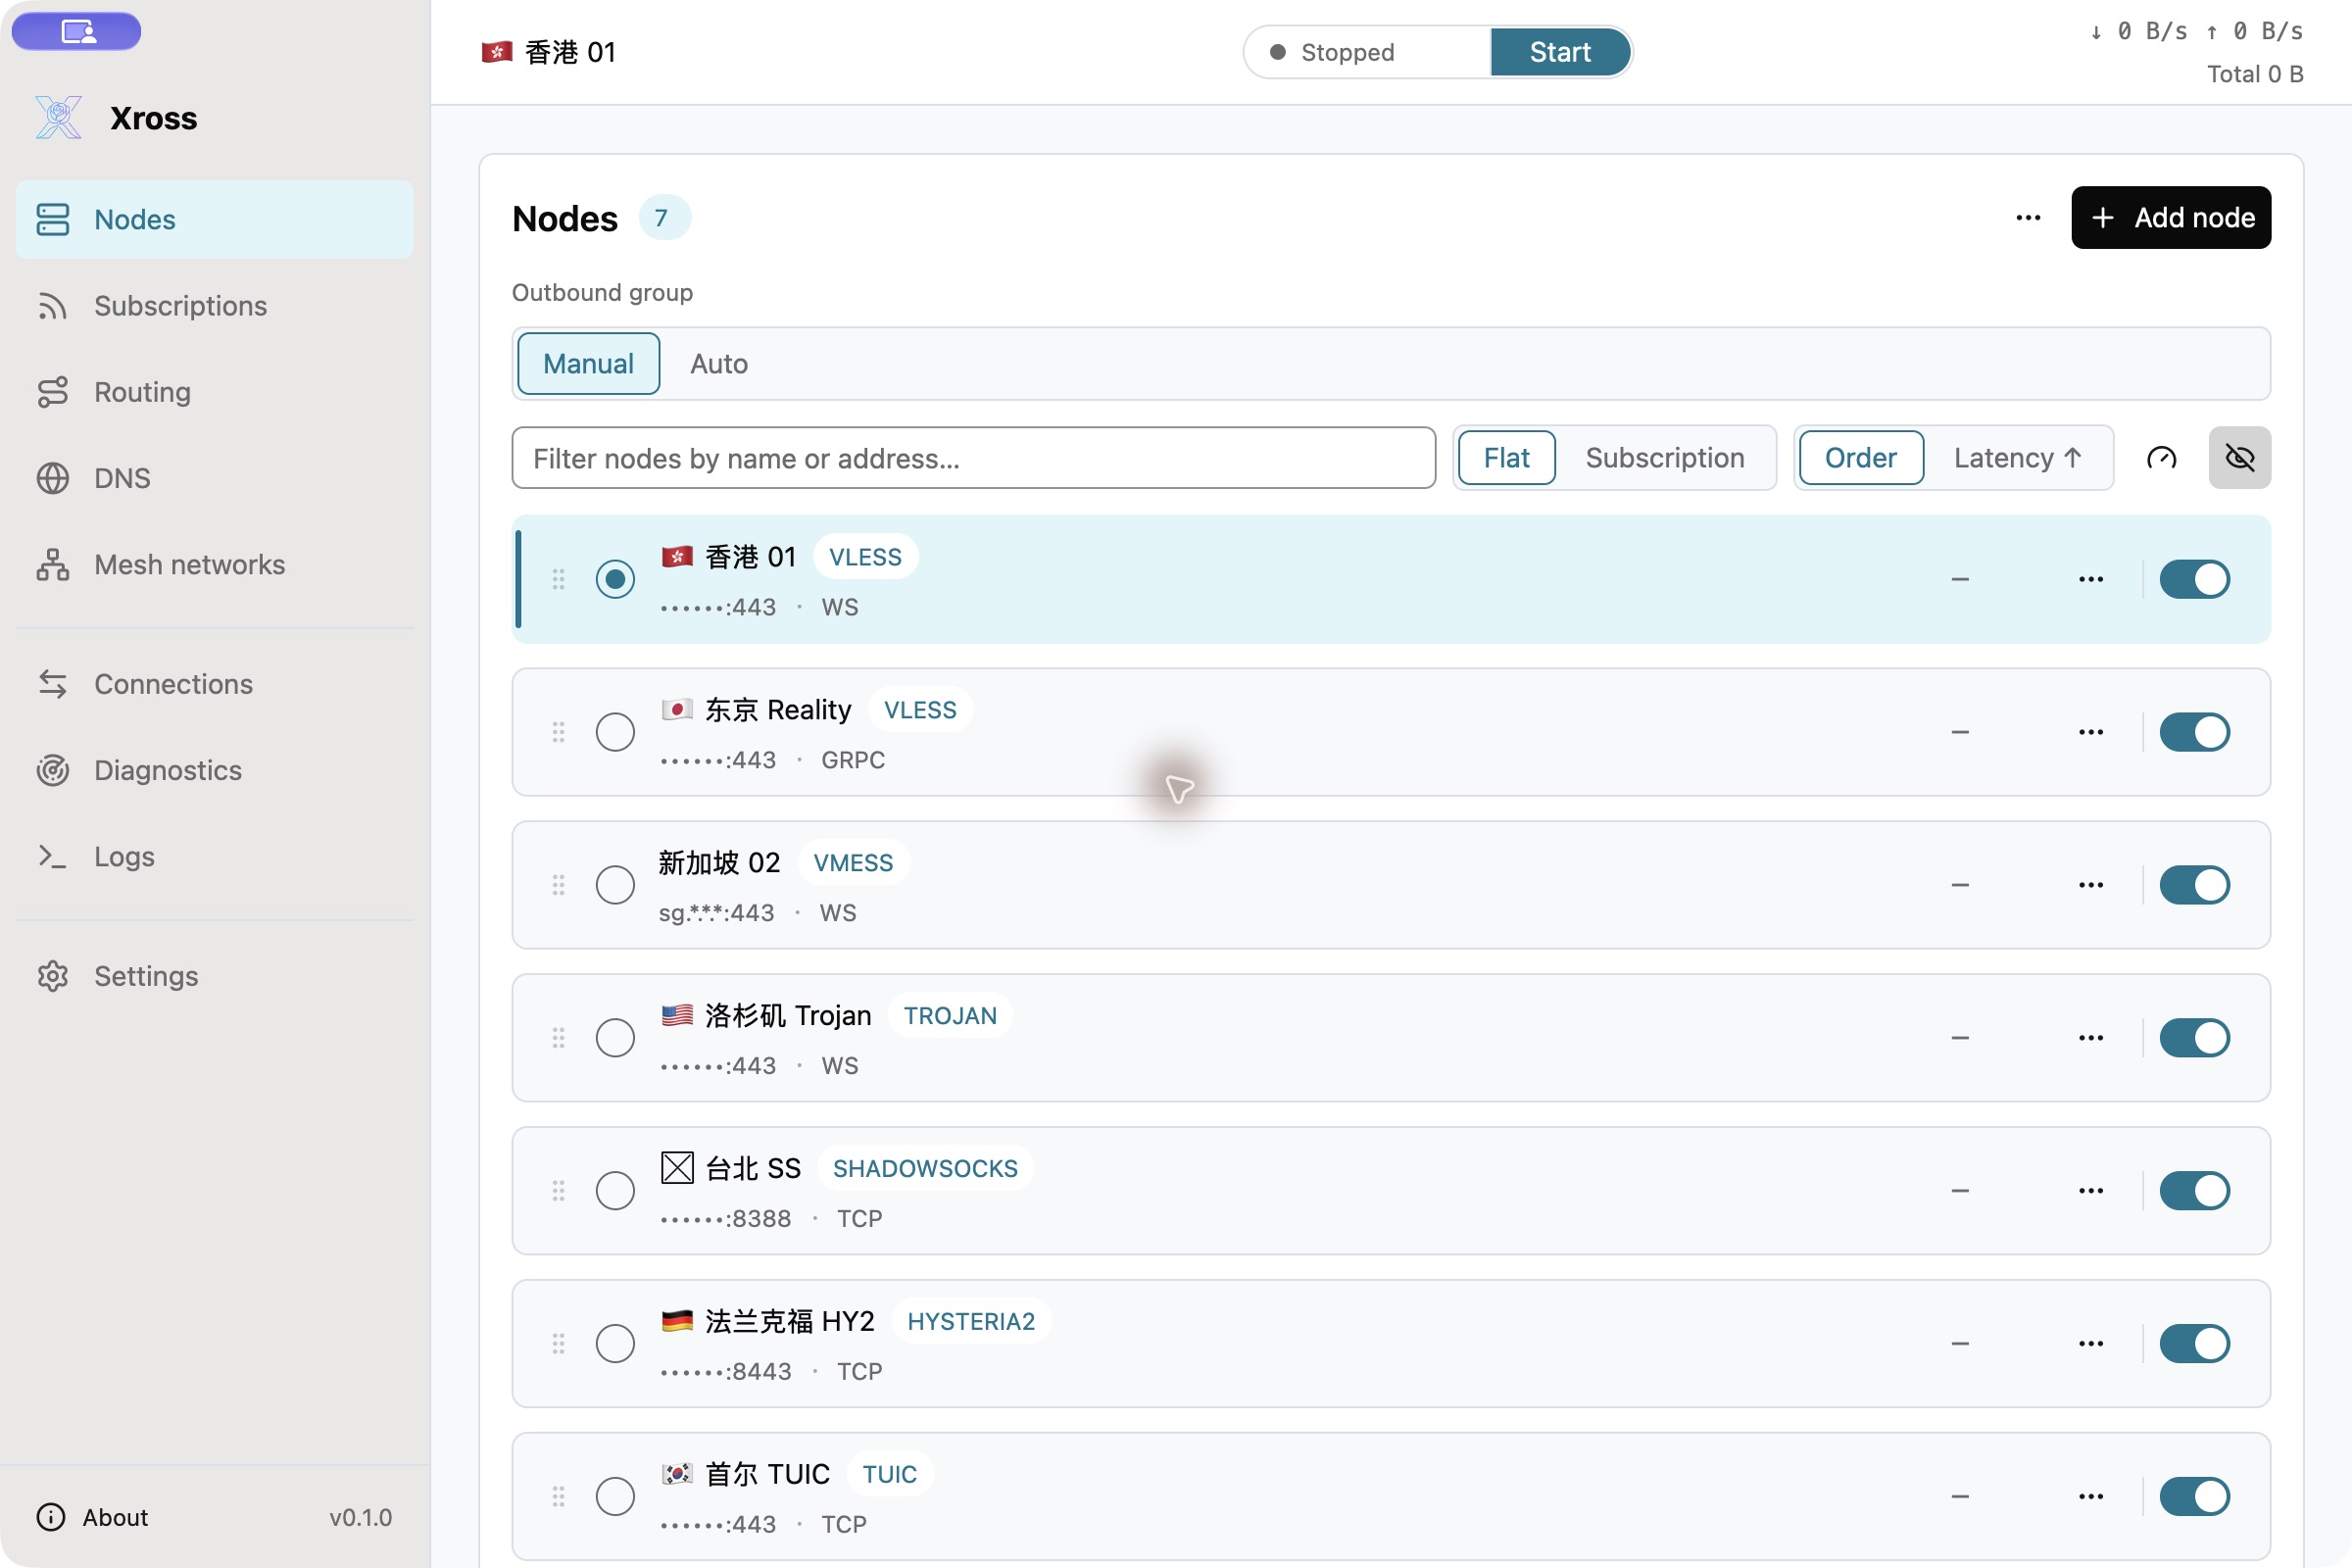 Xross
Nodes
Subscriptions
Routing
DNS
Mesh networks
Connections
Diagnostics
Logs
Settings
About v0.1.0
🇭🇰 香港 01
Stopped Start
↓ 0 B/s ↑ 0 B/s
Total 0 B
Nodes 7
··· + Add node
Outbound group
Manual Auto
Filter nodes by name or address...
Flat Subscription Order Latency ↑
🇭🇰 香港 01 VLESS
••••••:443 · WS
🇯🇵 东京 Reality VLESS
••••••:443 · GRPC
新加坡 02 VMESS
sg.*.*.*:443 · WS
🇺🇸 洛杉矶 Trojan TROJAN
••••••:443 · WS
台北 SS SHADOWSOCKS
••••••:8388 · TCP
🇩🇪 法兰克福 HY2 HYSTERIA2
••••••:8443 · TCP
🇰🇷 首尔 TUIC TUIC
••••••:443 · TCP